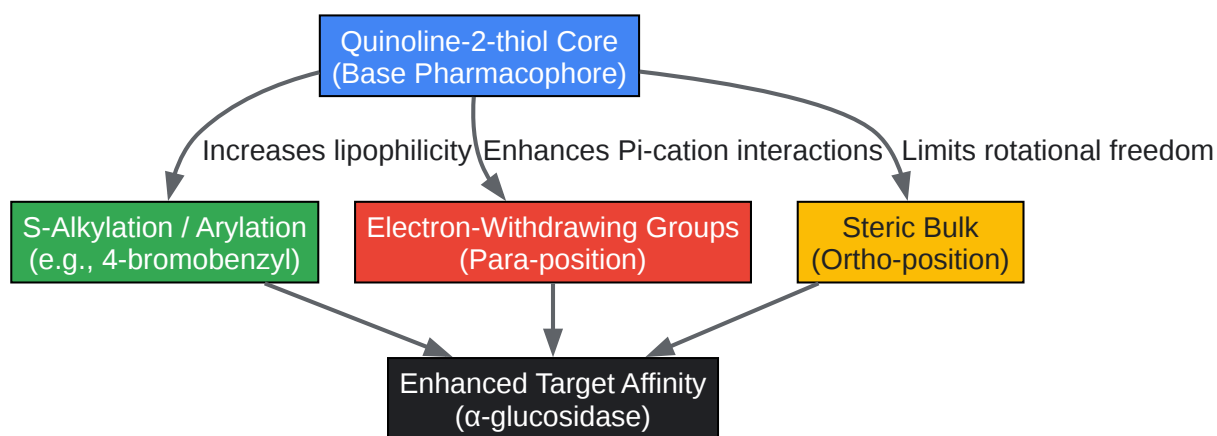 Quinoline-2-thiol Core
(Base Pharmacophore)
Increases lipophilicity
Enhances Pi-cation interactions
Limits rotational freedom
S-Alkylation / Arylation
(e.g., 4-bromobenzyl)
Electron-Withdrawing Groups
(Para-position)
Steric Bulk
(Ortho-position)
Enhanced Target Affinity
(α-glucosidase)